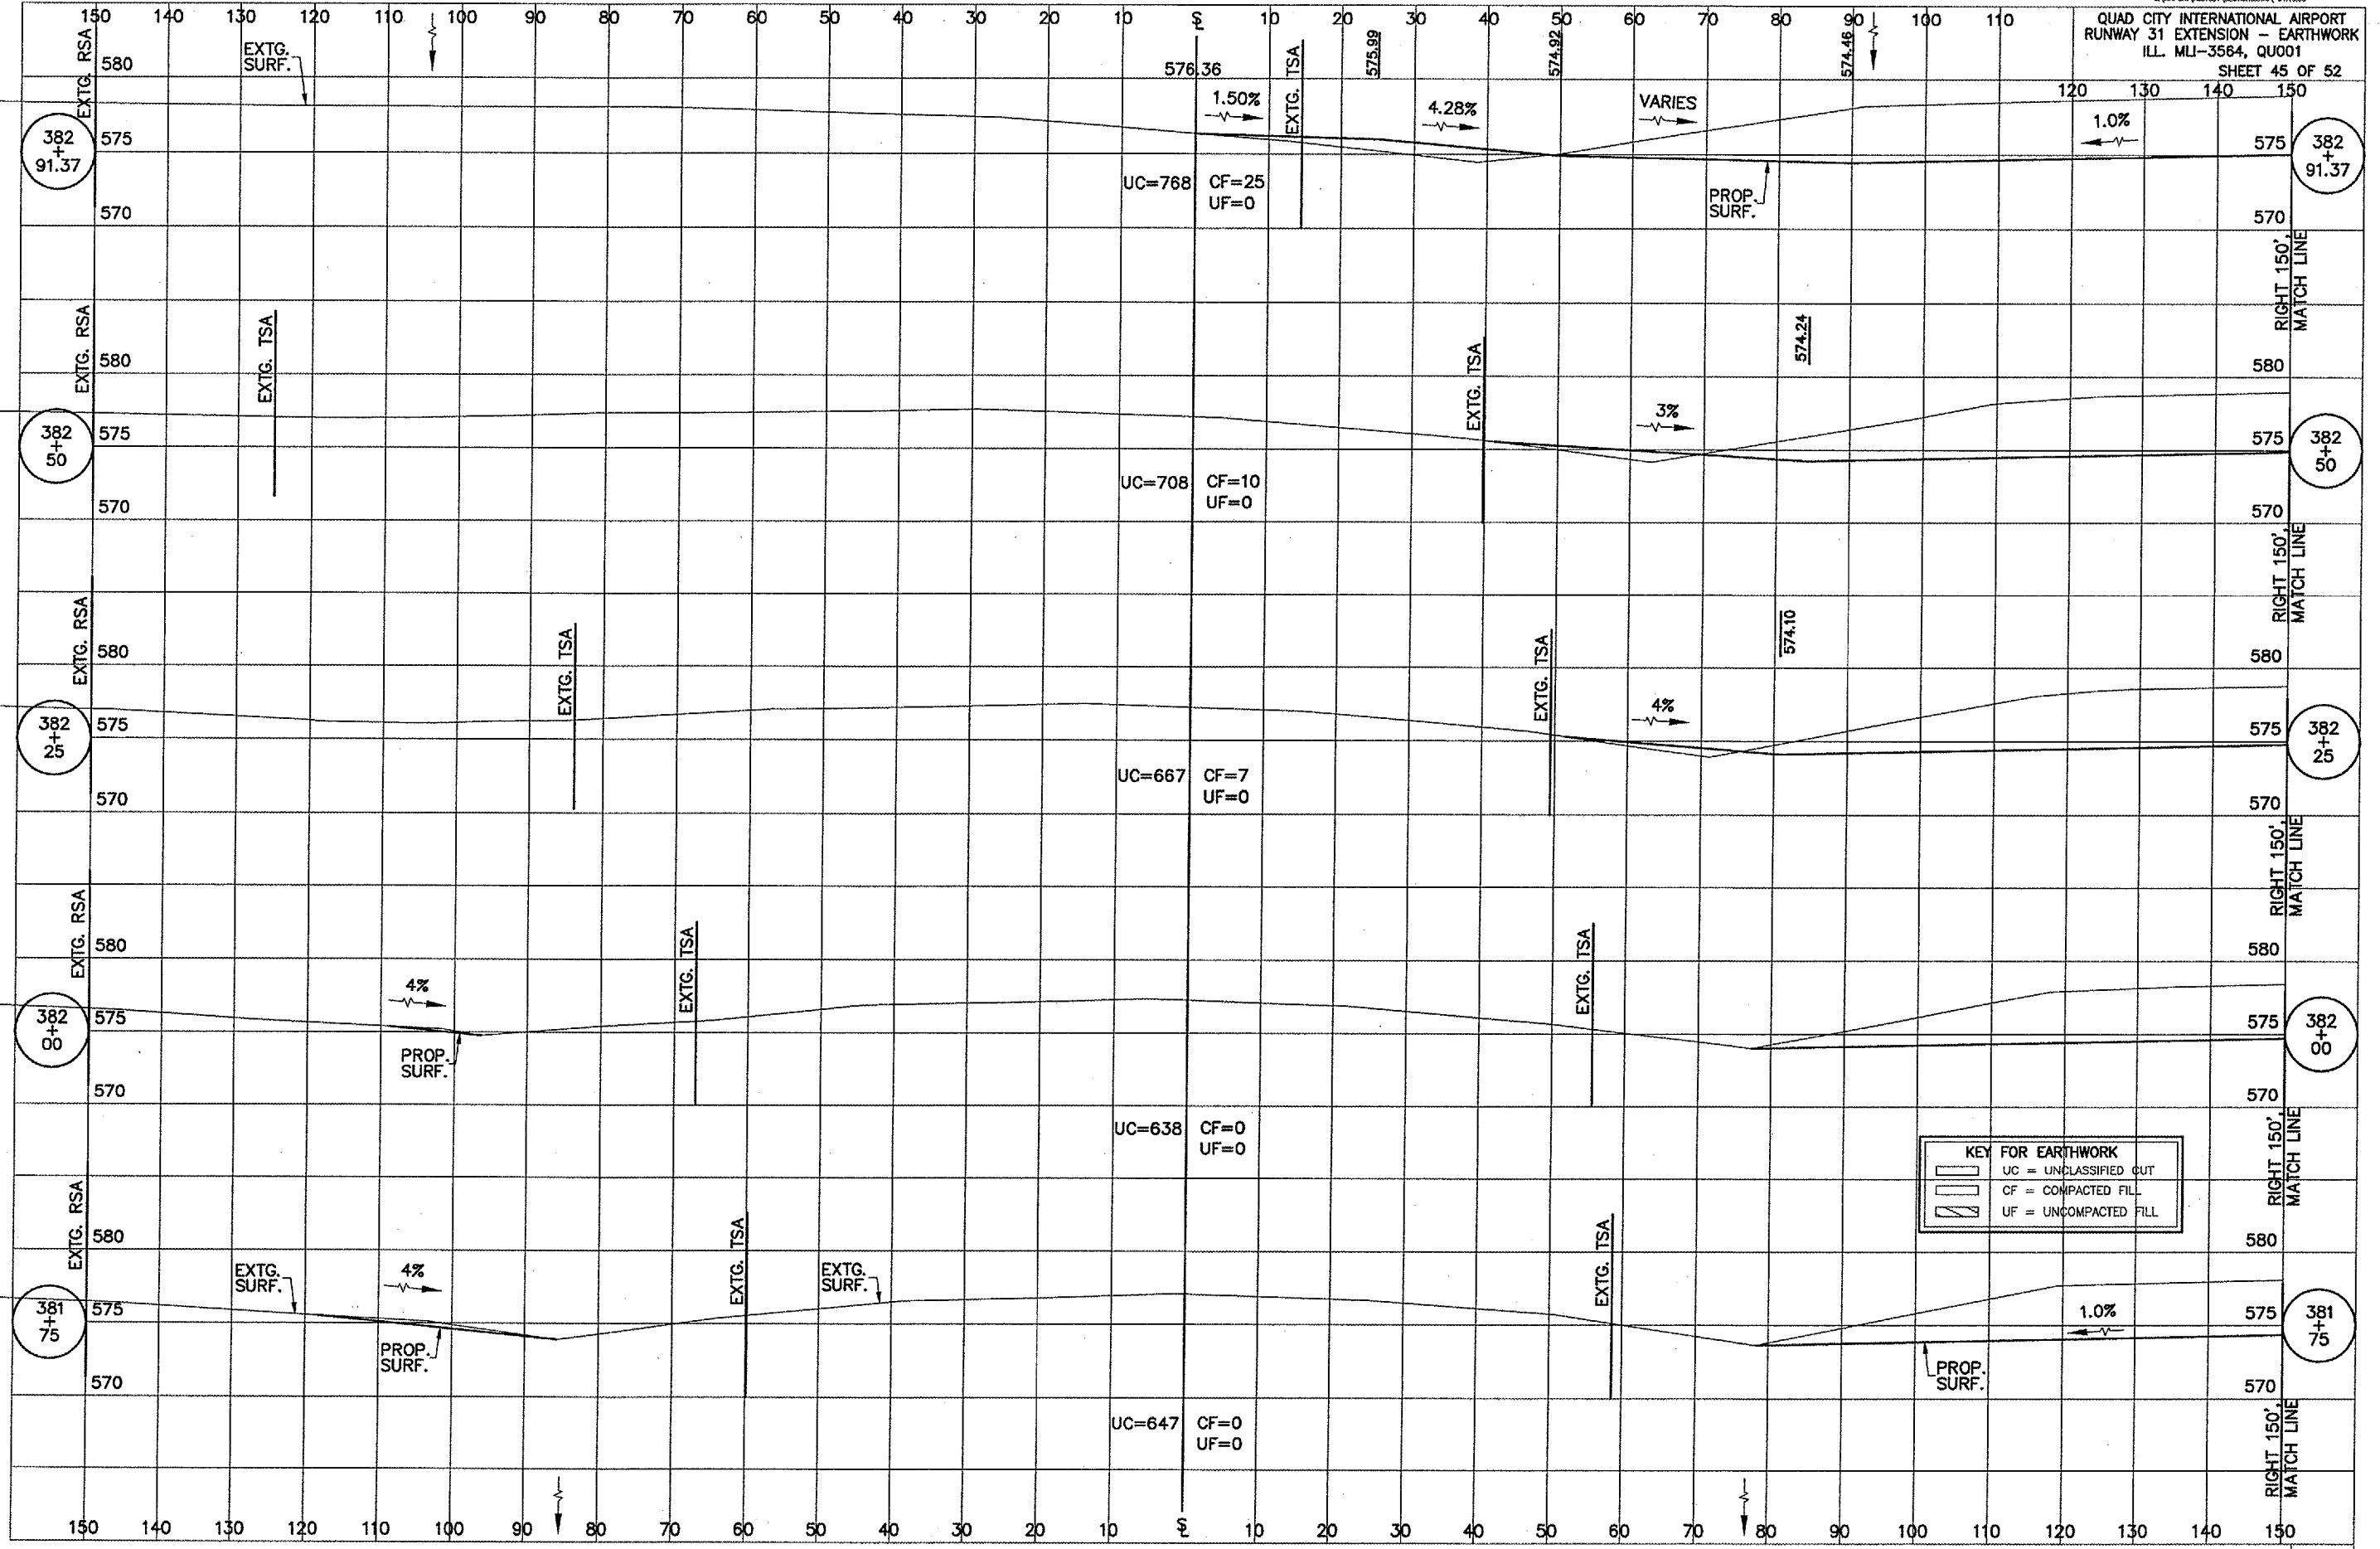 150 140 130 120 110 100 90 80 70 60 50 40 30 20 10 ℄ 10 20 30 40 50 60 70 80 90 100 110
QUAD CITY INTERNATIONAL AIRPORT
RUNWAY 31 EXTENSION – EARTHWORK
ILL. MLI–3564, QU001
SHEET 45 OF 52
120 130 140 150
EXTG. RSA
580
EXTG.
SURF.
576.36
EXTG. TSA
575.99
574.92
574.46
1.50%
4.28%
VARIES
1.0%
382
+
91.37
575
575
382
+
91.37
UC=768
CF=25
UF=0
PROP.
SURF.
570
570
RIGHT 150',
MATCH LINE
EXTG. RSA
580
EXTG. TSA
EXTG. TSA
574.24
580
3%
382
+
50
575
575
382
+
50
UC=708
CF=10
UF=0
570
570
RIGHT 150',
MATCH LINE
EXTG. RSA
580
EXTG. TSA
EXTG. TSA
574.10
580
4%
382
+
25
575
575
382
+
25
UC=667
CF=7
UF=0
570
570
RIGHT 150',
MATCH LINE
EXTG. RSA
580
EXTG. TSA
EXTG. TSA
580
4%
382
+
00
575
575
382
+
00
PROP.
SURF.
570
570
UC=638
CF=0
UF=0
RIGHT 150',
MATCH LINE
KEY FOR EARTHWORK
UC = UNCLASSIFIED CUT
CF = COMPACTED FILL
UF = UNCOMPACTED FILL
EXTG. RSA
580
EXTG. TSA
EXTG. TSA
580
EXTG.
SURF.
4%
EXTG.
SURF.
1.0%
381
+
75
575
575
381
+
75
PROP.
SURF.
PROP.
SURF.
570
570
UC=647
CF=0
UF=0
RIGHT 150',
MATCH LINE
150 140 130 120 110 100 90 80 70 60 50 40 30 20 10 ℄ 10 20 30 40 50 60 70 80 90 100 110 120 130 140 150